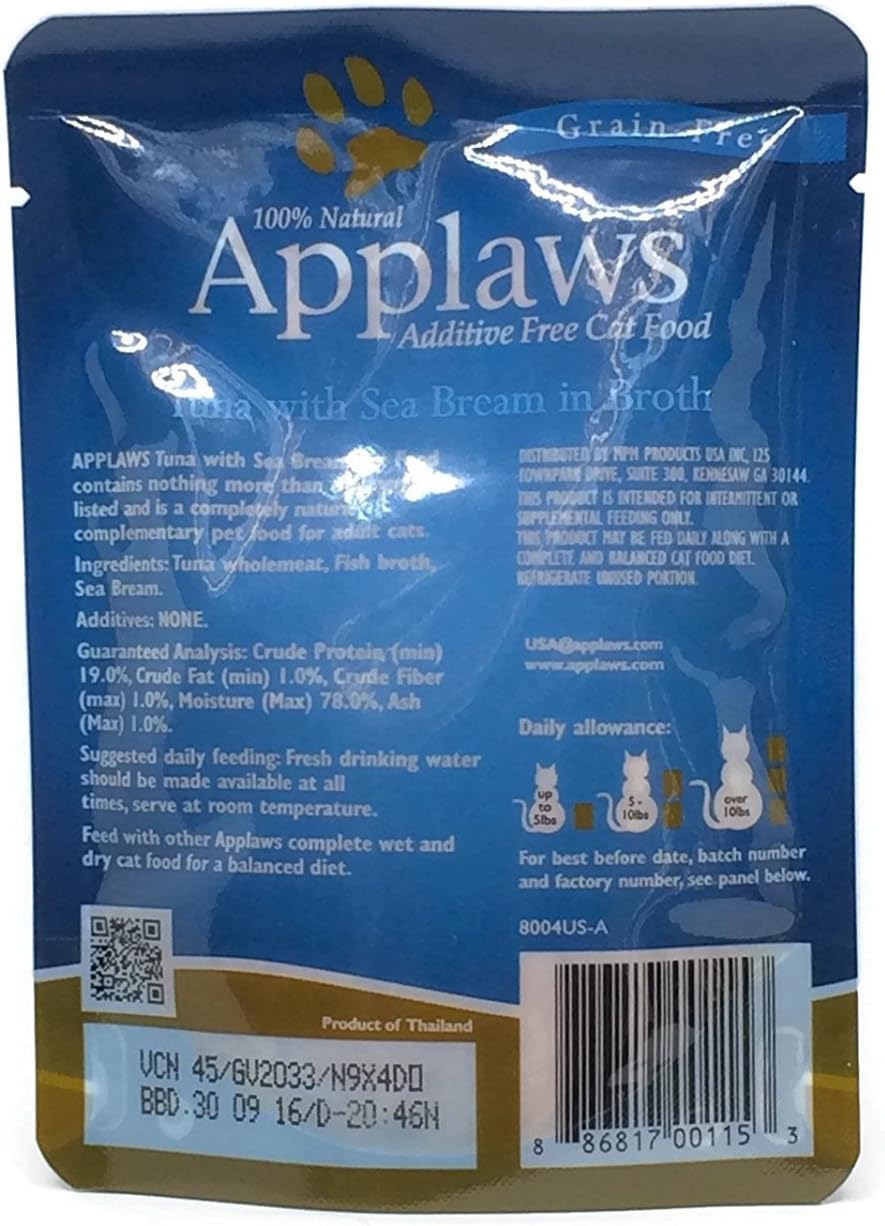 Grain Free
100% Natural
Applaws
Additive Free Cat Food
Tuna with Sea Bream in Broth
APPLAWS Tuna with Sea Bream
contains nothing more than
listed and is a completely
complementary pet food for adult cats.
Ingredients: Tuna wholemeat, Fish broth,
Sea Bream.
Additives: NONE.
Guaranteed Analysis: Crude Protein (min)
19.0%, Crude Fat (min) 1.0%, Crude Fiber
(max) 1.0%, Moisture (Max) 78.0%, Ash
(Max) 1.0%.
Suggested daily feeding: Fresh drinking water
should be made available at all
times, serve at room temperature.
Feed with other Applaws complete wet and
dry cat food for a balanced diet.
DISTRIBUTED BY MPM PRODUCTS USA INC, 125
TOWNPARK DRIVE, SUITE 300, KENNESAW GA 30144.
THIS PRODUCT IS INTENDED FOR INTERMITTENT OR
SUPPLEMENTAL FEEDING ONLY.
THIS PRODUCT MAY BE FED DAILY ALONG WITH A
COMPLETE AND BALANCED CAT FOOD DIET.
REFRIGERATE UNUSED PORTION.
USA@applaws.com
www.applaws.com
Daily allowance:
up to 5lbs
5 - 10lbs
over 10lbs
For best before date, batch number
and factory number, see panel below.
8004US-A
Product of Thailand
VCN 45/GV2033/N9X4D
BBD.30 09 16/D-20:46N
8 86817 00115 3